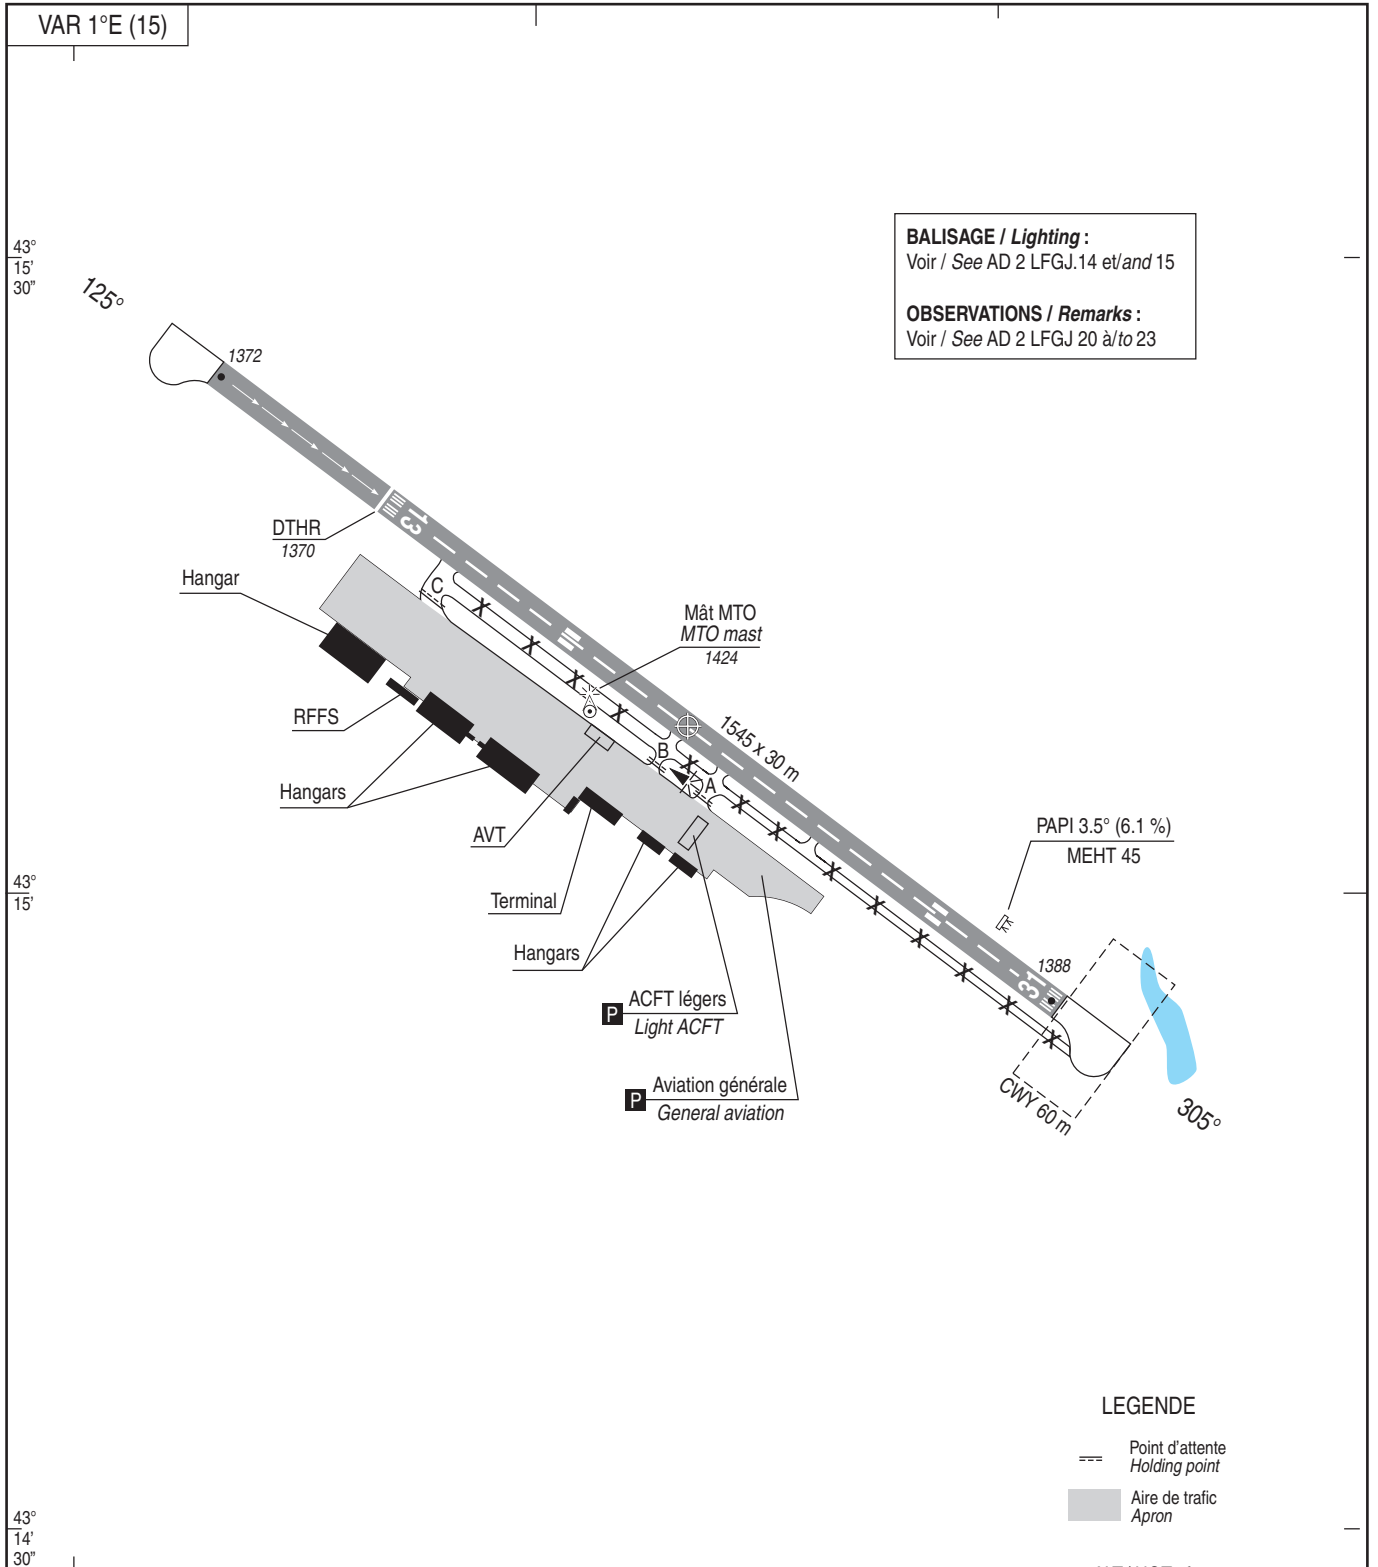 VAR 1°E (15)
43°
15'
30"
125°
1372
BALISAGE / Lighting :
Voir / See AD 2 LFGJ.14 et/and 15
OBSERVATIONS / Remarks :
Voir / See AD 2 LFGJ 20 à/to 23
DTHR
1370
13
Hangar
C
Mât MTO
MTO mast
1424
RFFS
1545 x 30 m
B
A
Hangars
AVT
PAPI 3.5° (6.1 %)
MEHT 45
43°
15'
Terminal
Hangars
1388
31
P ACFT légers
Light ACFT
P Aviation générale
General aviation
CWY 60 m
305°
LEGENDE
Point d'attente
Holding point
Aire de trafic
Apron
43°
14'
30"